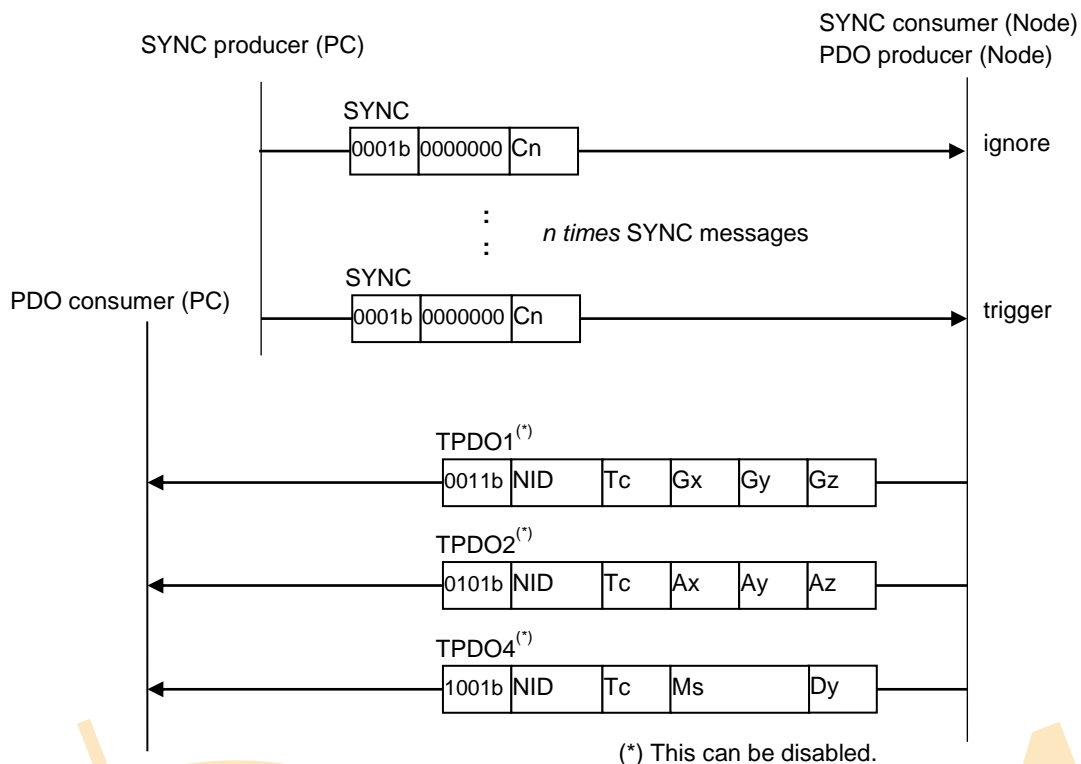 SYNC consumer (Node)
SYNC producer (PC)
PDO producer (Node)
SYNC
0001b 0000000 Cn
ignore
:
:
n times SYNC messages
SYNC
PDO consumer (PC)
0001b 0000000 Cn
trigger
TPDO1(*)
0011b NID Tc Gx Gy Gz
TPDO2(*)
0101b NID Tc Ax Ay Az
TPDO4(*)
1001b NID Tc Ms Dy
(*) This can be disabled.